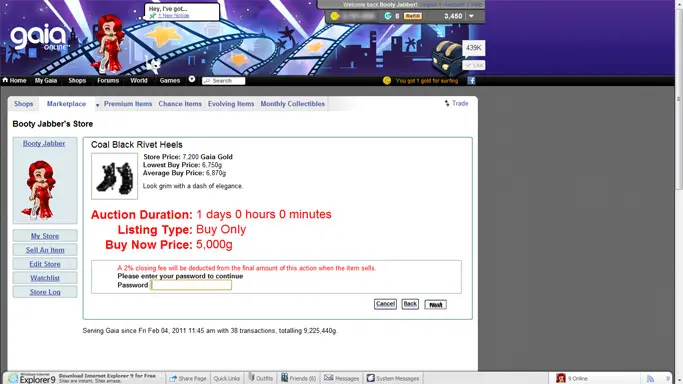 Welcome back Booty Jabber!
Hey, I've got...
1 New Notice
gaia
ONLINE
8
Refill
3,450
439K
Like
Home
My Gaia
Shops
Forums
World
Games
Search
You got 1 gold for surfing
Shops
Marketplace
Premium Items
Chance Items
Evolving Items
Monthly Collectibles
Trade
Booty Jabber's Store
Booty Jabber
My Store
Sell An Item
Edit Store
Watchlist
Store Log
Coal Black Rivet Heels
Store Price: 7,200 Gaia Gold
Lowest Buy Price: 6,750g
Average Buy Price: 6,870g
Look grim with a dash of elegance.
Auction Duration: 1 days 0 hours 0 minutes
Listing Type: Buy Only
Buy Now Price: 5,000g
A 2% closing fee will be deducted from the final amount of this action when the item sells.
Please enter your password to continue
Password
Cancel
Back
Next
Serving Gaia since Fri Feb 04, 2011 11:45 am with 38 transactions, totalling 9,225,440g.
Windows Internet
Explorer9
Download Internet Explorer 9 for Free
Sites are instant. Sites amaze.
Share Page
Quick Links
Outfits
Friends (6)
Messages
System Messages
9 Online